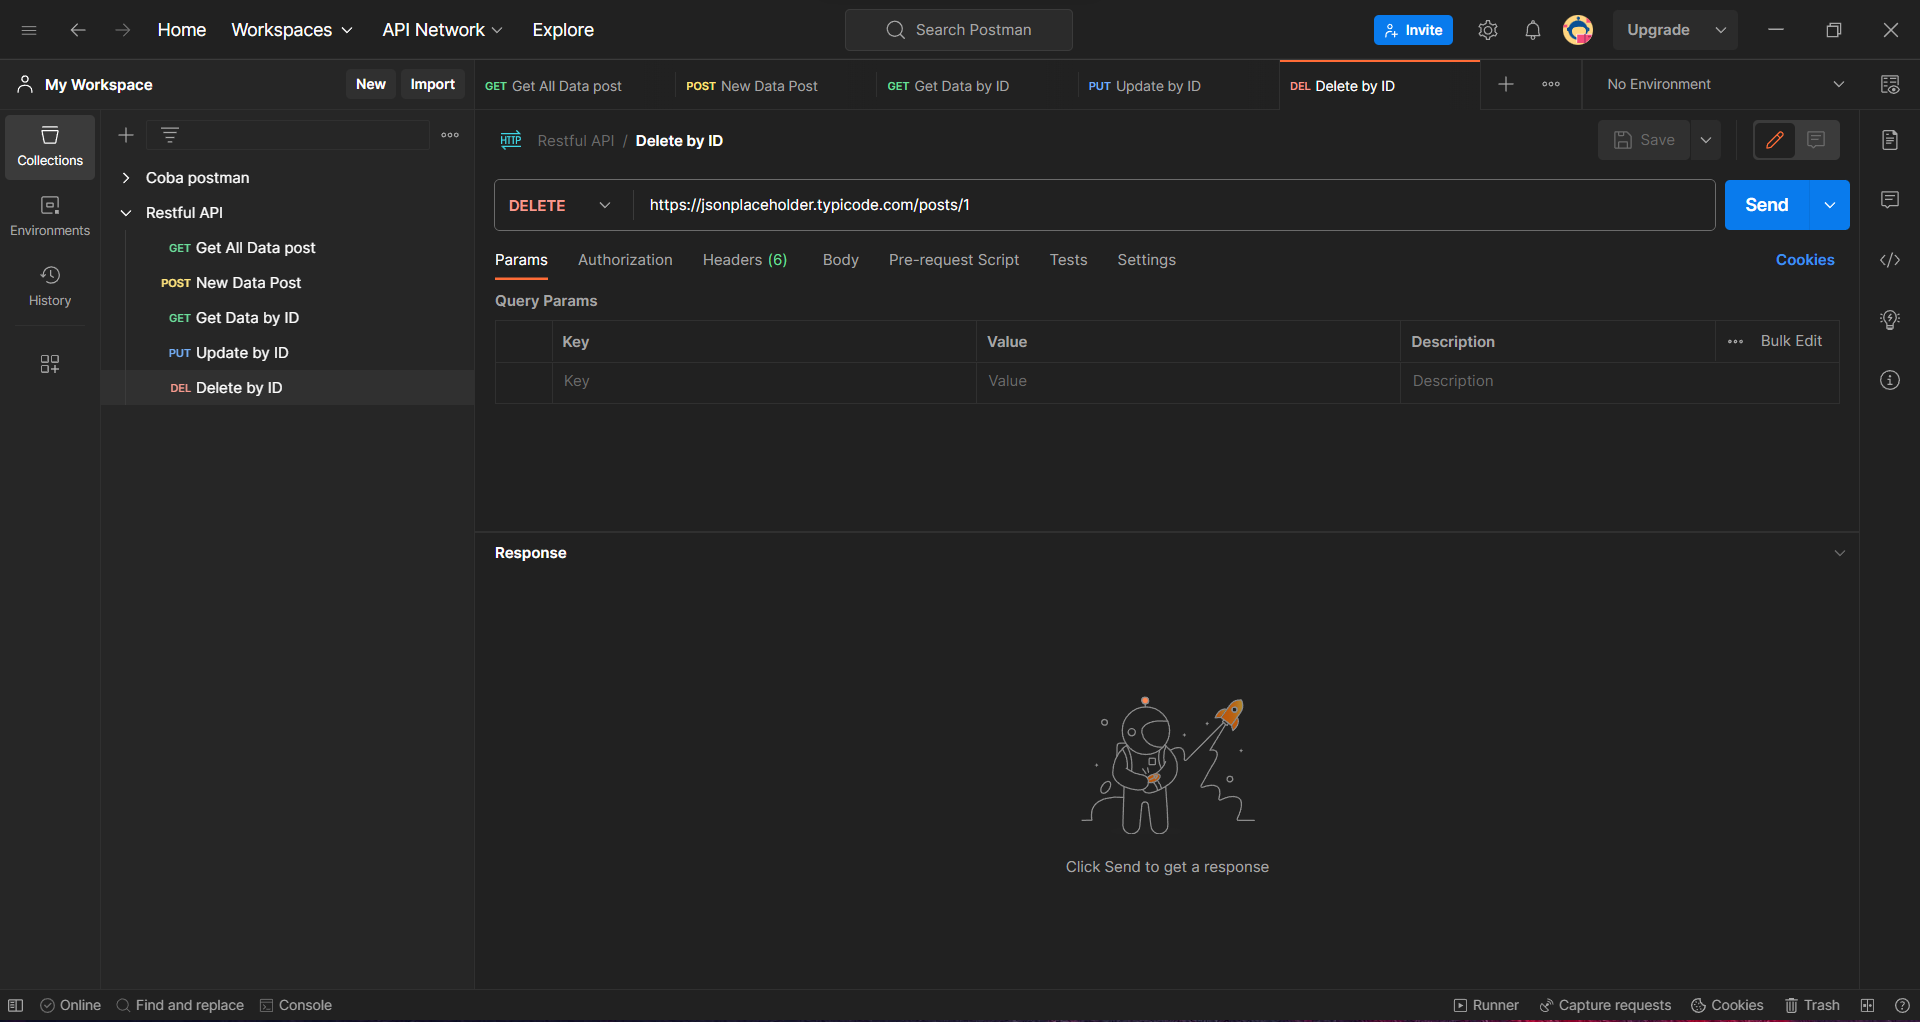 Home Workspaces API Network Explore Search Postman Invite Upgrade
My Workspace New Import GET Get All Data post POST New Data Post GET Get Data by ID PUT Update by ID DEL Delete by ID No Environment
Collections
Environments
History
Coba postman
Restful API
GET Get All Data post
POST New Data Post
GET Get Data by ID
PUT Update by ID
DEL Delete by ID
HTTP Restful API / Delete by ID Save
DELETE https://jsonplaceholder.typicode.com/posts/1 Send
Params Authorization Headers (6) Body Pre-request Script Tests Settings Cookies
Query Params
Key Value Description Bulk Edit
Key Value Description
Response
Click Send to get a response
Online Find and replace Console Runner Capture requests Cookies Trash